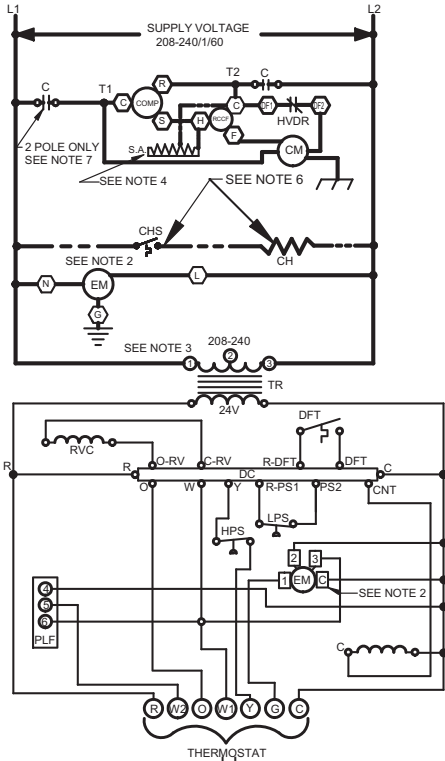 L1 L2
SUPPLY VOLTAGE
208-240/1/60
C T1 C COMP R T2 C
S H RCCF C DF1 HVDR DF2
F
2 POLE ONLY
SEE NOTE 7
S.A.
CM
SEE NOTE 4
SEE NOTE 6
CHS
CH
SEE NOTE 2
N EM L
G
SEE NOTE 3
208-240
1 2 3
TR
24V
DFT
RVC
R R O-RV C-RV R-DFT DFT C
DC
O W Y R-PS1 PS2 CNT
LPS
HPS
2 3
1 EM C
SEE NOTE 2
4
5
6
PLF
C
R W2 O W1 Y G C
THERMOSTAT